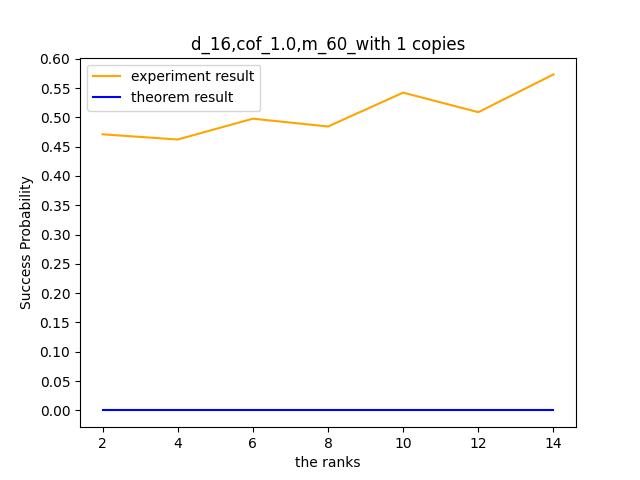 d_16,cof_1.0,m_60_with 1 copies
experiment result
theorem result
Success Probability
0.60
0.55
0.50
0.45
0.40
0.35
0.30
0.25
0.20
0.15
0.10
0.05
0.00
2 4 6 8 10 12 14
the ranks